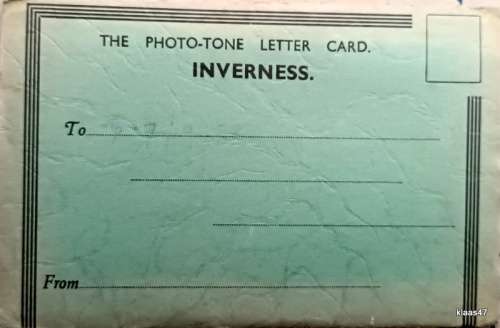 THE PHOTO-TONE LETTER CARD.
INVERNESS.
To
From
klaas47